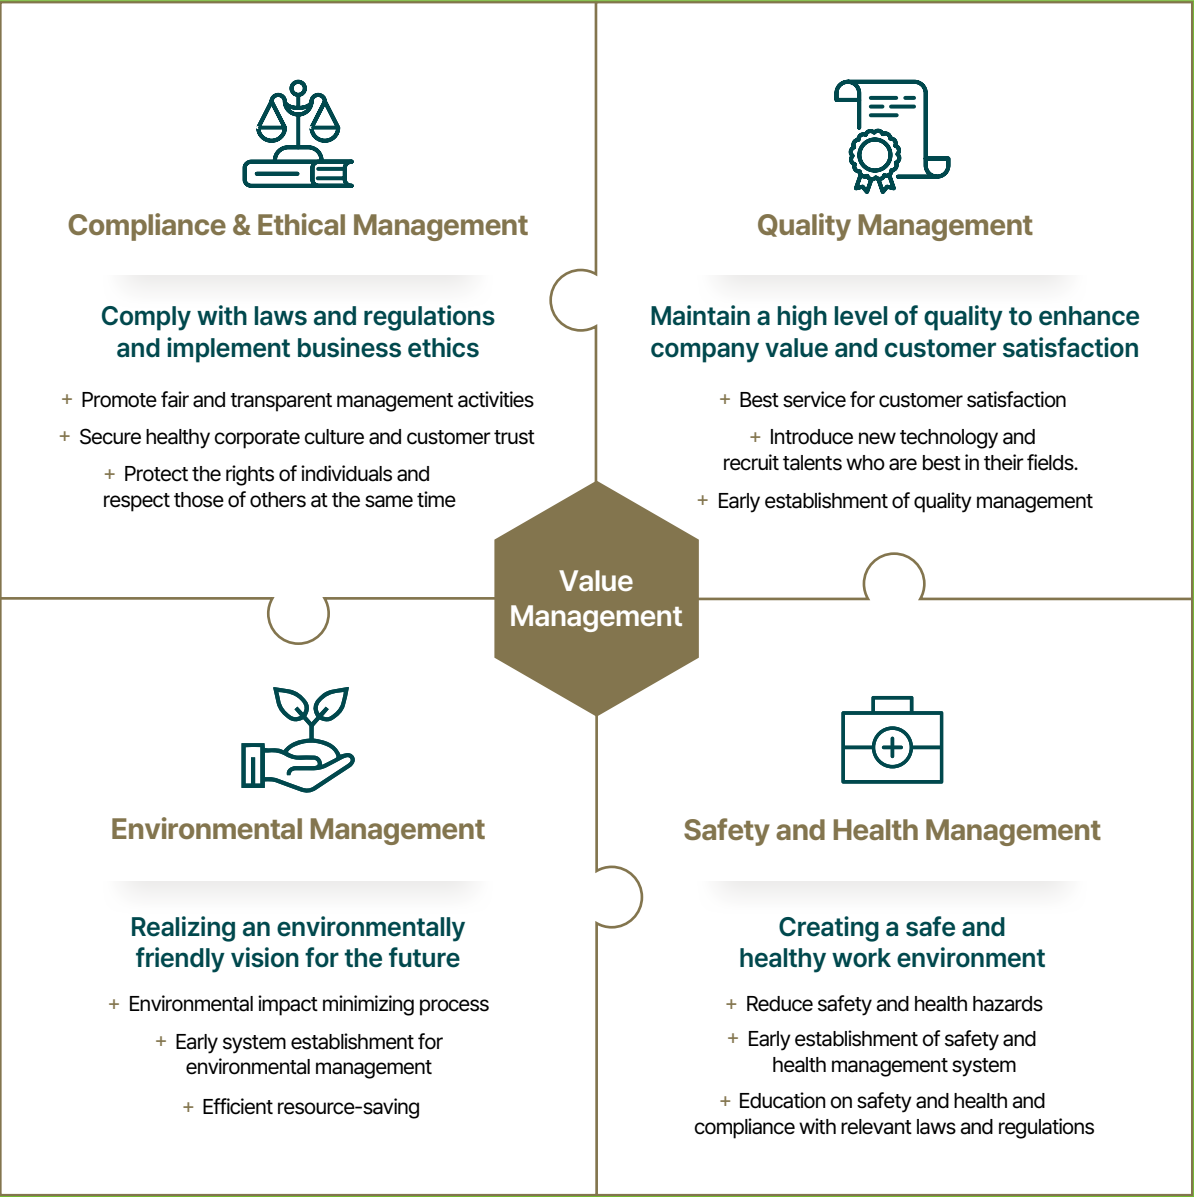 Compliance & Ethical Management
Comply with laws and regulations
and implement business ethics
+ Promote fair and transparent management activities
+ Secure healthy corporate culture and customer trust
+ Protect the rights of individuals and
respect those of others at the same time
Quality Management
Maintain a high level of quality to enhance
company value and customer satisfaction
+ Best service for customer satisfaction
+ Introduce new technology and
recruit talents who are best in their fields.
+ Early establishment of quality management
Value
Management
Environmental Management
Realizing an environmentally
friendly vision for the future
+ Environmental impact minimizing process
+ Early system establishment for
environmental management
+ Efficient resource-saving
Safety and Health Management
Creating a safe and
healthy work environment
+ Reduce safety and health hazards
+ Early establishment of safety and
health management system
+ Education on safety and health and
compliance with relevant laws and regulations